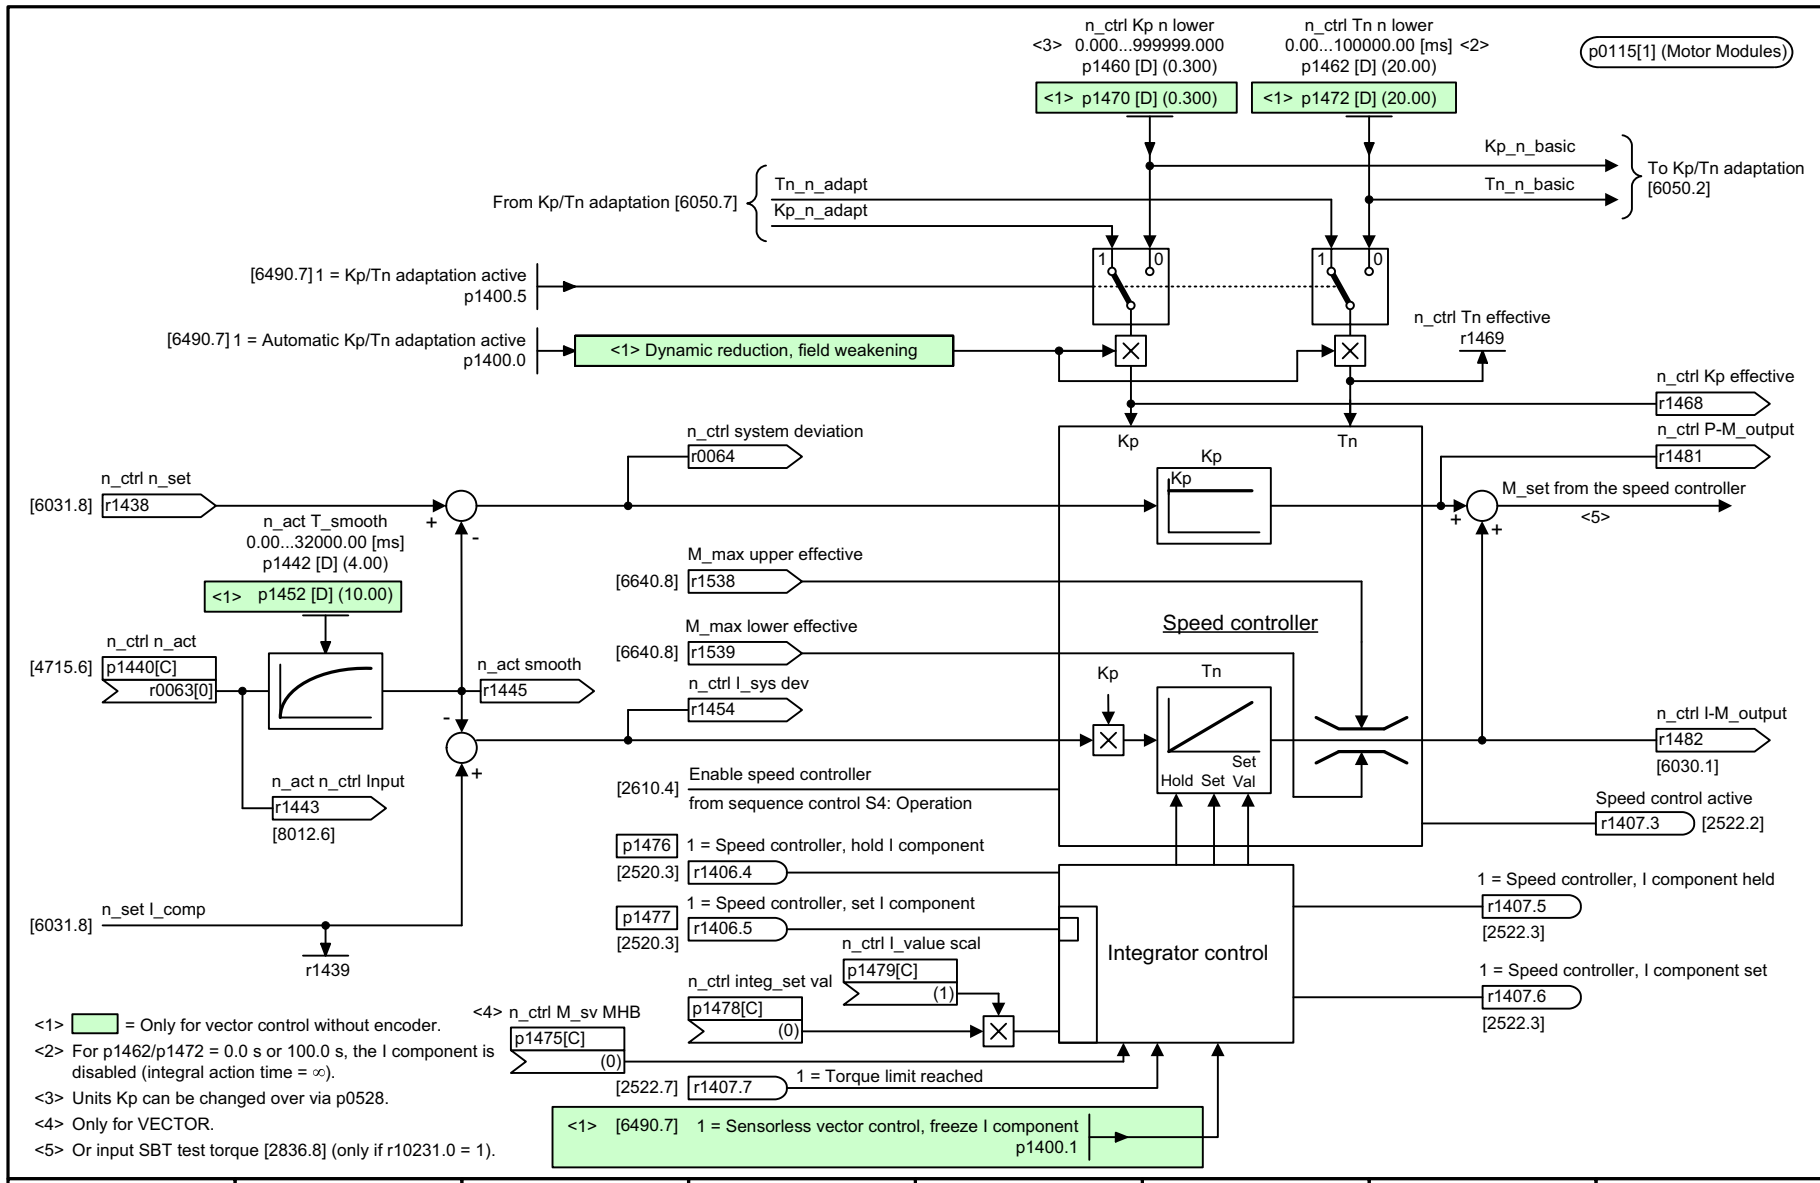 n_ctrl Kp n lower
<3> 0.000...999999.000
p1460 [D] (0.300)
<1> p1470 [D] (0.300)
n_ctrl Tn n lower
0.00...100000.00 [ms] <2>
p1462 [D] (20.00)
<1> p1472 [D] (20.00)
p0115[1] (Motor Modules)
Kp_n_basic
Tn_n_basic
To Kp/Tn adaptation
[6050.2]
From Kp/Tn adaptation [6050.7]
Tn_n_adapt
Kp_n_adapt
1 0
1 0
[6490.7] 1 = Kp/Tn adaptation active
p1400.5
[6490.7] 1 = Automatic Kp/Tn adaptation active
p1400.0
<1> Dynamic reduction, field weakening
n_ctrl Tn effective
r1469
n_ctrl Kp effective
r1468
n_ctrl P-M_output
r1481
Kp
Tn
n_ctrl system deviation
r0064
Kp
Kp
n_ctrl n_set
[6031.8] r1438
+
-
M_set from the speed controller
<5>
+
+
n_act T_smooth
0.00...32000.00 [ms]
p1442 [D] (4.00)
<1> p1452 [D] (10.00)
M_max upper effective
[6640.8] r1538
M_max lower effective
[6640.8] r1539
Speed controller
n_ctrl n_act
[4715.6] p1440[C]
r0063[0]
n_act smooth
r1445
n_ctrl I_sys dev
r1454
-
+
Kp
Tn
Set
Hold Set Val
n_ctrl I-M_output
r1482
[6030.1]
n_act n_ctrl Input
r1443
[8012.6]
[2610.4] Enable speed controller
from sequence control S4: Operation
Speed control active
r1407.3 [2522.2]
p1476 1 = Speed controller, hold I component
[2520.3] r1406.4
p1477 1 = Speed controller, set I component
[2520.3] r1406.5
Integrator control
1 = Speed controller, I component held
r1407.5
[2522.3]
1 = Speed controller, I component set
r1407.6
[2522.3]
n_set I_comp
[6031.8]
r1439
n_ctrl I_value scal
p1479[C]
(1)
n_ctrl integ_set val
p1478[C]
(0)
<4> n_ctrl M_sv MHB
p1475[C]
(0)
[2522.7] r1407.7 1 = Torque limit reached
<1> [6490.7] 1 = Sensorless vector control, freeze I component
p1400.1
<1> = Only for vector control without encoder.
<2> For p1462/p1472 = 0.0 s or 100.0 s, the I component is
disabled (integral action time = ∞).
<3> Units Kp can be changed over via p0528.
<4> Only for VECTOR.
<5> Or input SBT test torque [2836.8] (only if r10231.0 = 1).